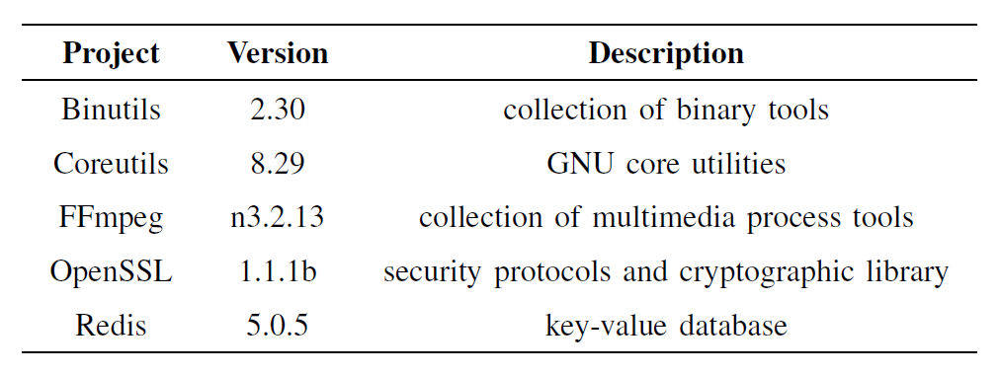 Project Version Description
Binutils 2.30 collection of binary tools
Coreutils 8.29 GNU core utilities
FFmpeg n3.2.13 collection of multimedia process tools
OpenSSL 1.1.1b security protocols and cryptographic library
Redis 5.0.5 key-value database